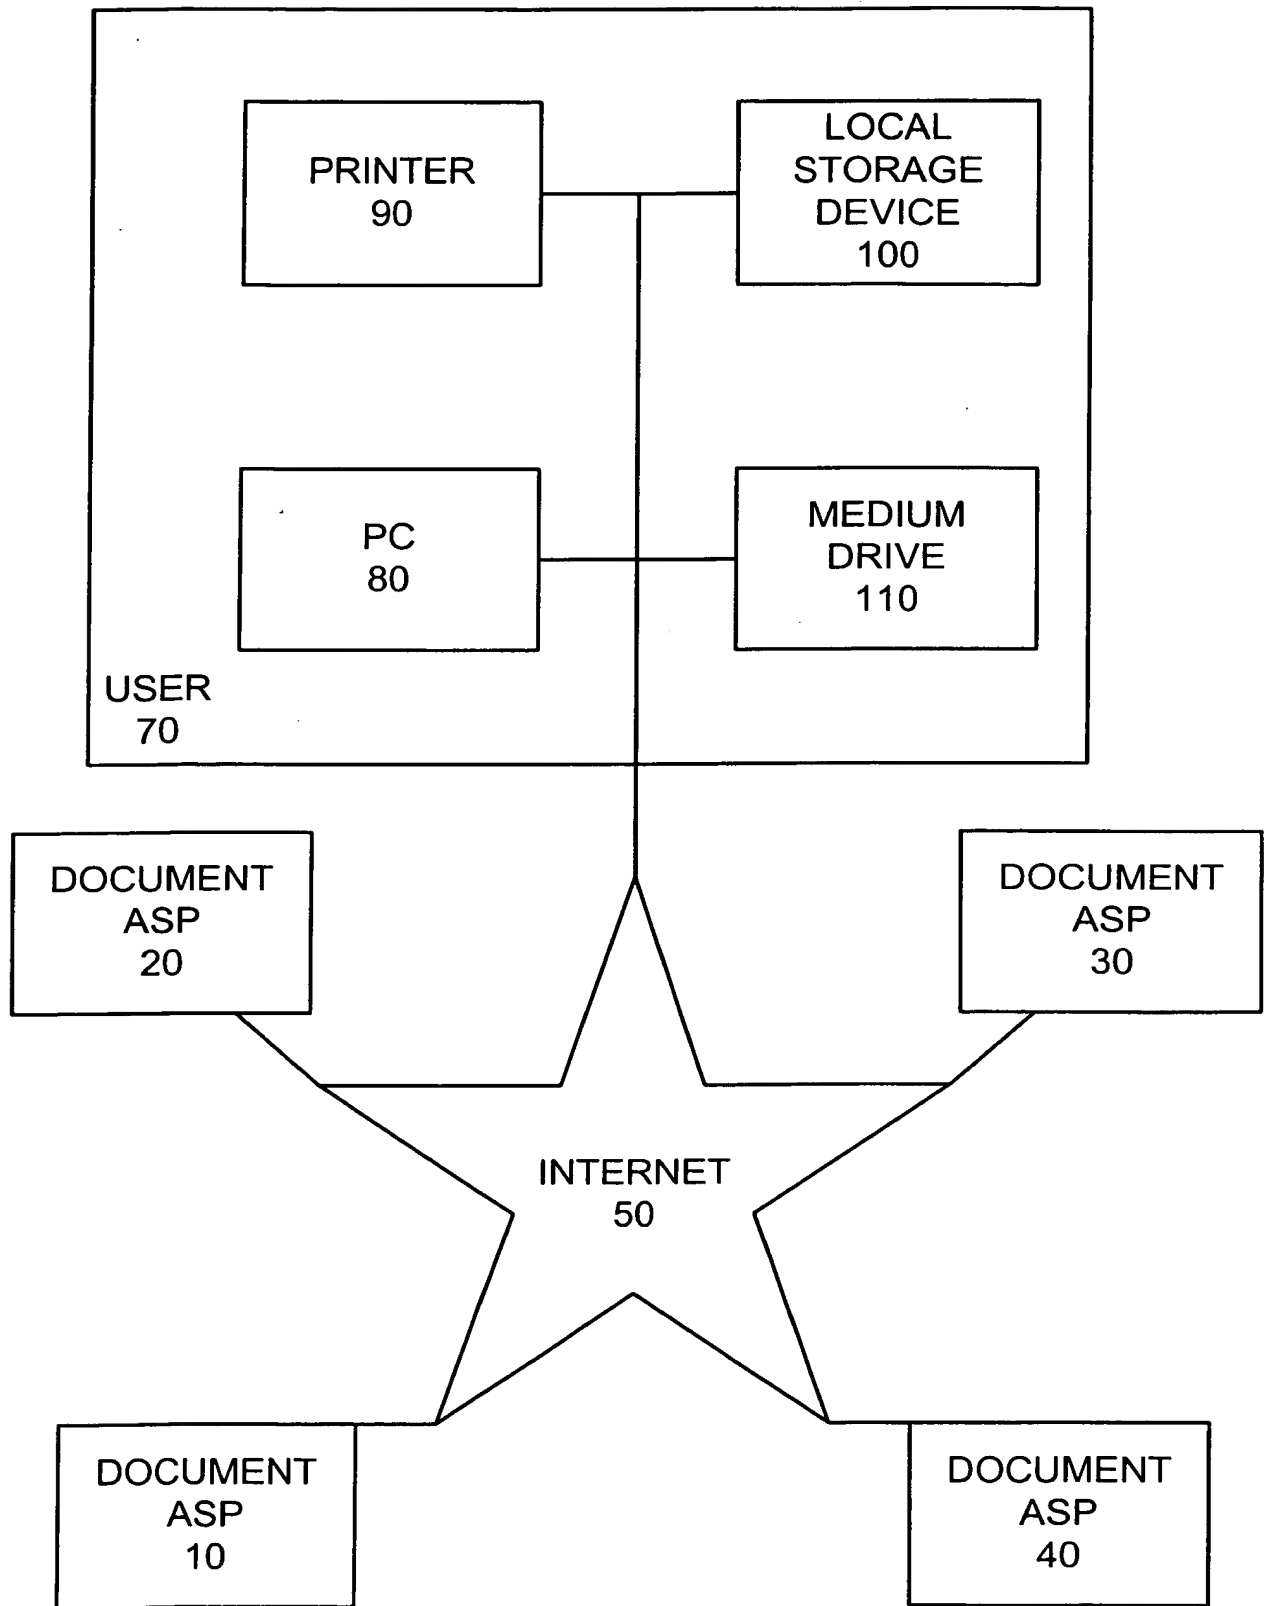 PRINTER
90
LOCAL
STORAGE
DEVICE
100
PC
80
MEDIUM
DRIVE
110
USER
70
DOCUMENT
ASP
20
DOCUMENT
ASP
30
INTERNET
50
DOCUMENT
ASP
10
DOCUMENT
ASP
40